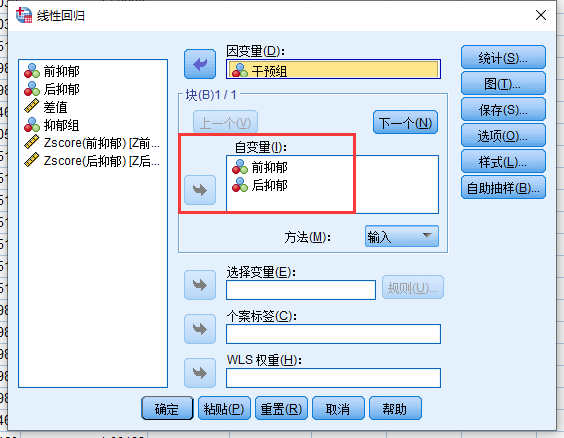 线性回归
前抑郁
后抑郁
差值
抑郁组
Zscore(前抑郁) [Z前...
Zscore(后抑郁) [Z后...
因变量(D):
干预组
块(B)1 / 1
上一个(V)
下一个(N)
自变量(I):
前抑郁
后抑郁
方法(M):
输入
选择变量(E):
规则(U)...
个案标签(C):
WLS 权重(H):
统计(S)...
图(T)...
保存(S)...
选项(O)...
样式(L)...
自助抽样(B)...
确定
粘贴(P)
重置(R)
取消
帮助